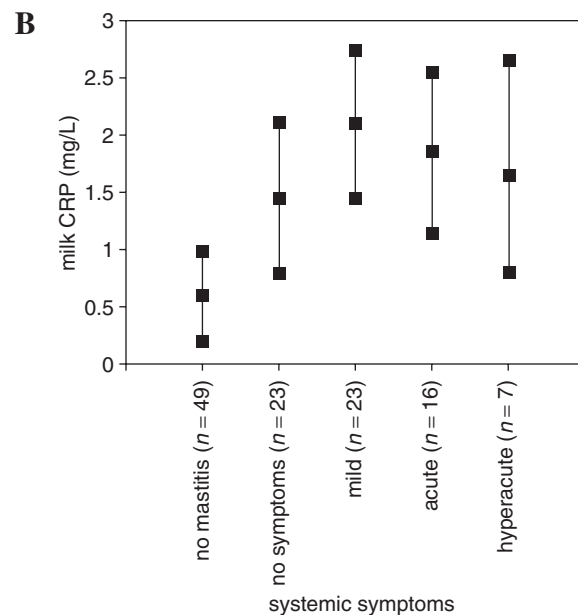 B
milk CRP (mg/L)
3
2.5
2
1.5
1
0.5
0
no mastitis (n = 49)
no symptoms (n = 23)
mild (n = 23)
acute (n = 16)
hyperacute (n = 7)
systemic symptoms